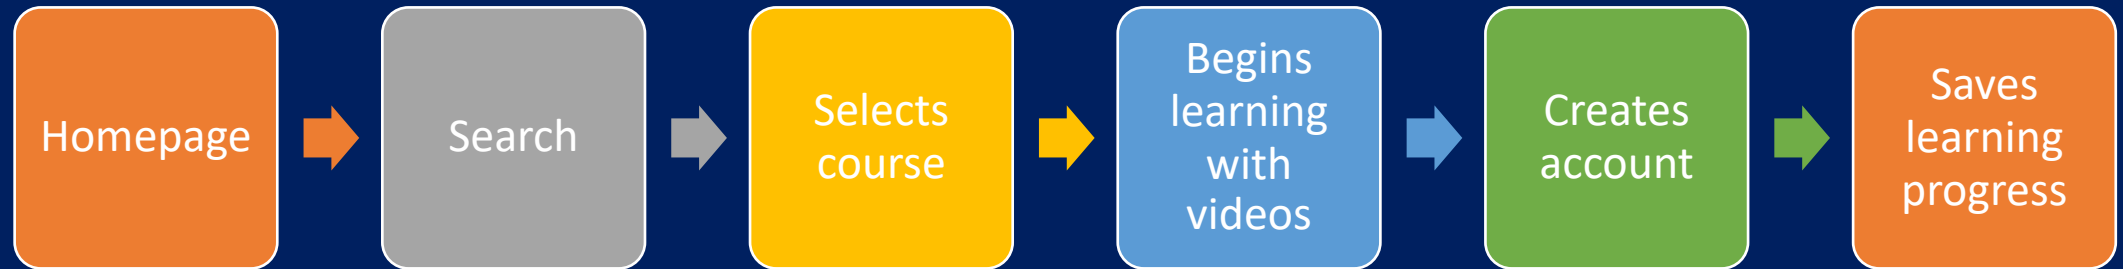 Homepage
Search
Selects
course
Begins
learning
with
videos
Creates
account
Saves
learning
progress